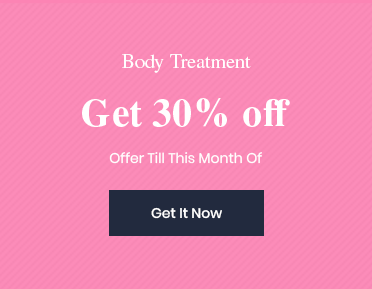 Body Treatment
Get 30% off
Offer Till This Month Of
Get It Now